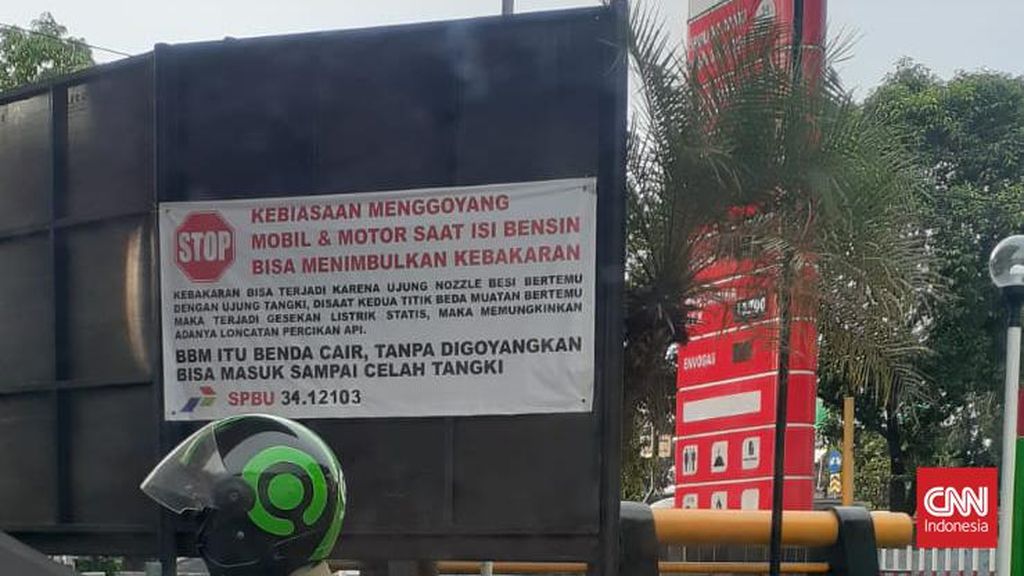 STOP
KEBIASAAN MENGGOYANG
MOBIL & MOTOR SAAT ISI BENSIN
BISA MENIMBULKAN KEBAKARAN
KEBAKARAN BISA TERJADI KARENA UJUNG NOZZLE BESI BERTEMU
DENGAN UJUNG TANGKI, DISAAT KEDUA TITIK BEDA MUATAN BERTEMU
MAKA TERJADI GESEKAN LISTRIK STATIS, MAKA MEMUNGKINKAN
ADANYA LONCATAN PERCIKAN API.
BBM ITU BENDA CAIR, TANPA DIGOYANGKAN
BISA MASUK SAMPAI CELAH TANGKI
SPBU 34.12103
ENVOGAS
CNN
Indonesia